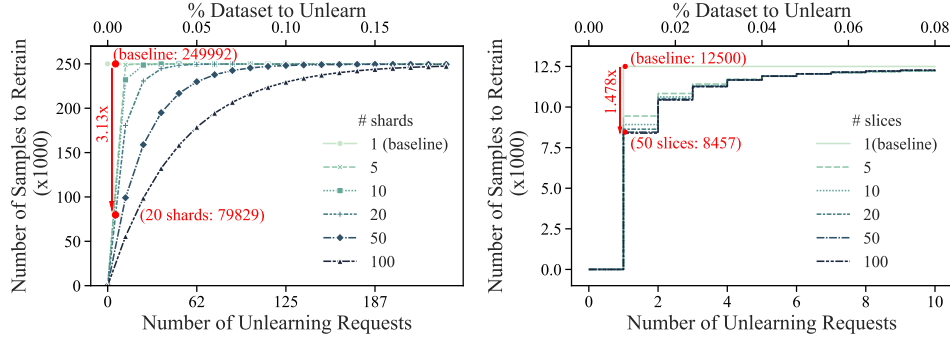 % Dataset to Unlearn
0.00 0.05 0.10 0.15
(baseline: 249992)
250
200
150
100
50
0
Number of Samples to Retrain
(x1000)
3.13x
(20 shards: 79829)
# shards
1 (baseline)
5
10
20
50
100
0 62 125 187
Number of Unlearning Requests
% Dataset to Unlearn
0.00 0.02 0.04 0.06 0.08
(baseline: 12500)
12.5
10.0
7.5
5.0
2.5
0.0
Number of Samples to Retrain
(x1000)
1.478x
(50 slices: 8457)
# slices
1(baseline)
5
10
20
50
100
0 2 4 6 8 10
Number of Unlearning Requests